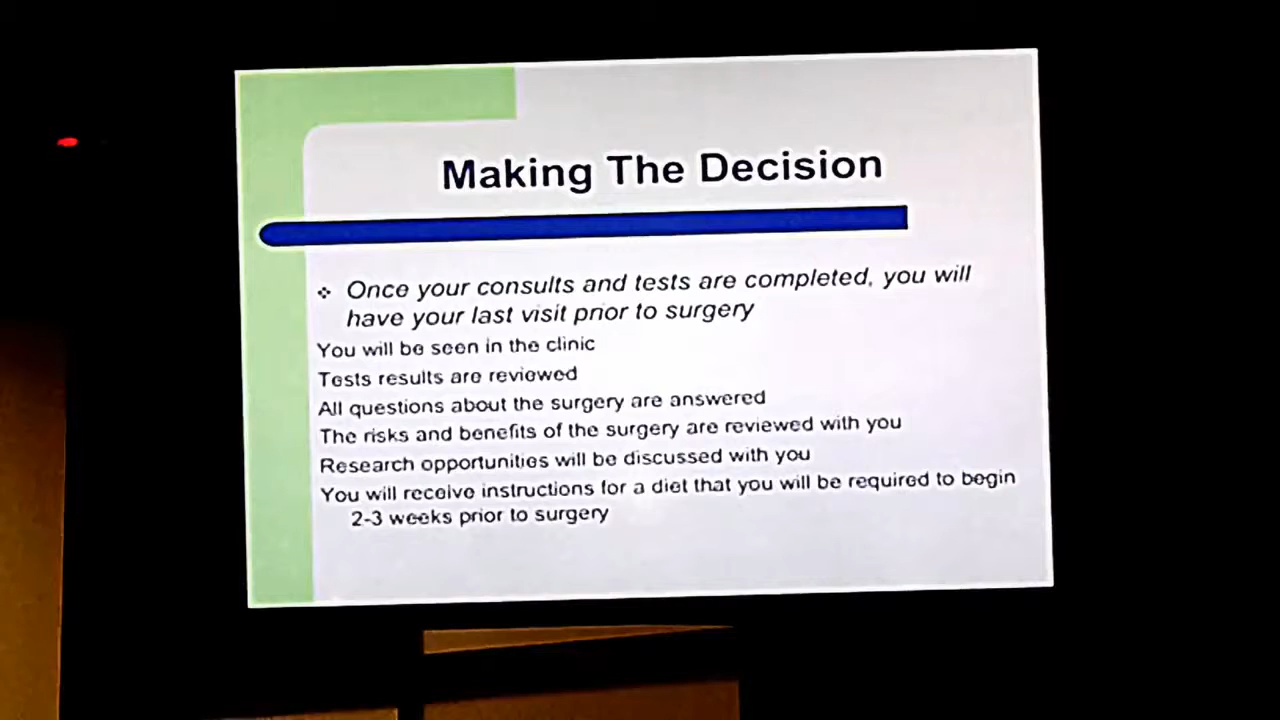 Making The Decision
❖ Once your consults and tests are completed, you will
have your last visit prior to surgery
You will be seen in the clinic
Tests results are reviewed
All questions about the surgery are answered
The risks and benefits of the surgery are reviewed with you
Research opportunities will be discussed with you
You will receive instructions for a diet that you will be required to begin
2-3 weeks prior to surgery